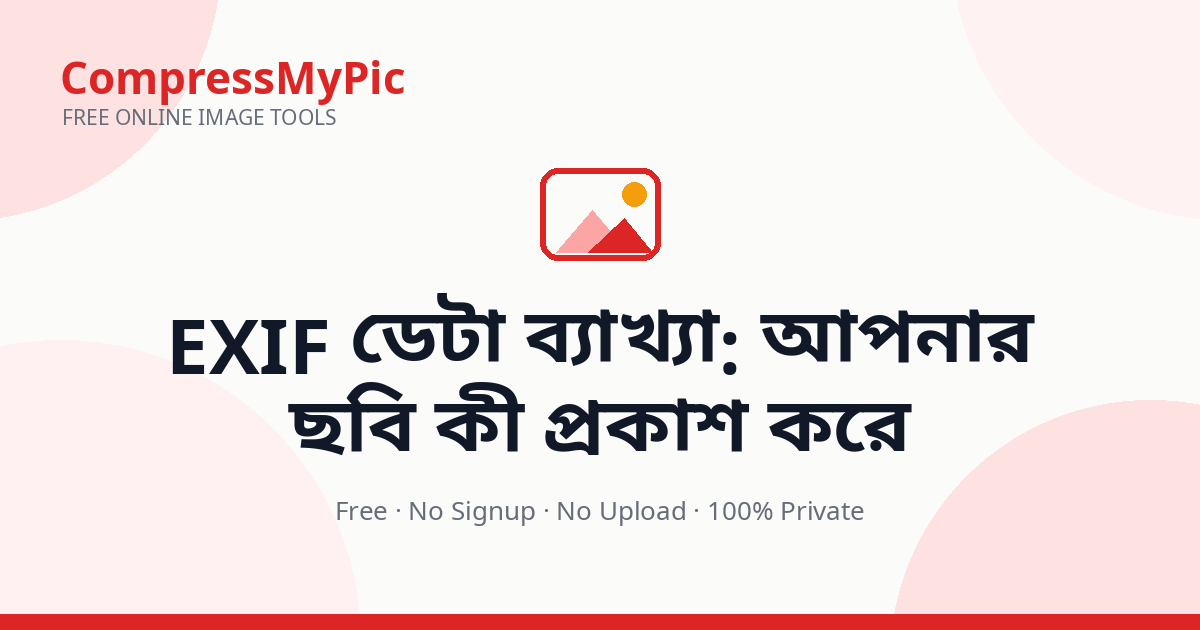 CompressMyPic
FREE ONLINE IMAGE TOOLS
EXIF ডেটা ব্যাখ্যা: আপনার
ছবি কী প্রকাশ করে
Free · No Signup · No Upload · 100% Private